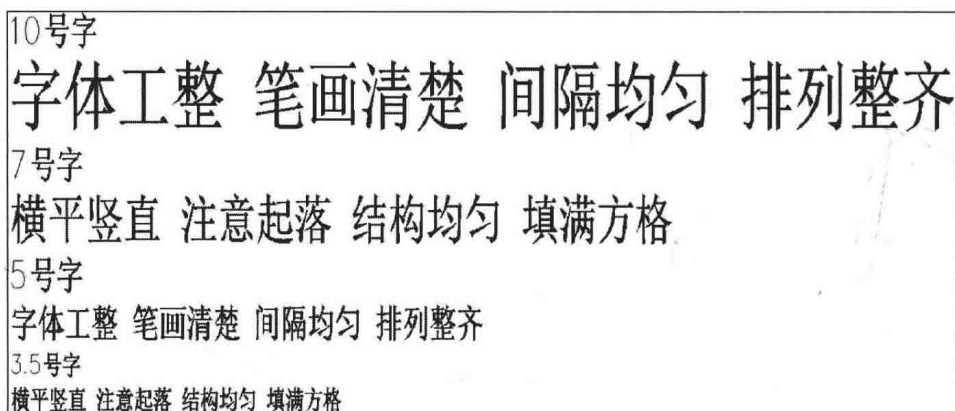 10号字
字体工整 笔画清楚 间隔均匀 排列整齐
7号字
横平竖直 注意起落 结构均匀 填满方格
5号字
字体工整 笔画清楚 间隔均匀 排列整齐
3.5号字
横平竖直 注意起落 结构均匀 填满方格